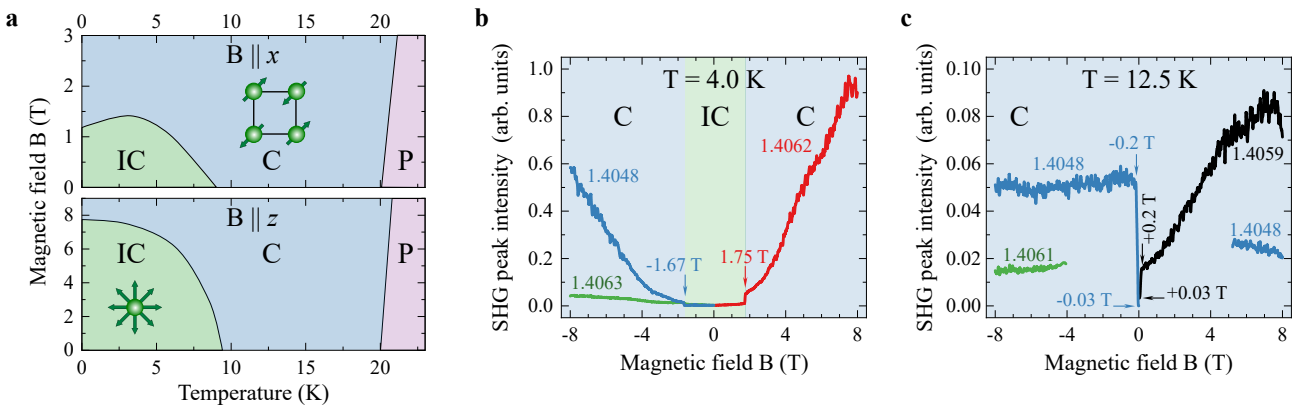 a
0 5 10 15 20
3
2
1
0
B || x
IC
C
P
8
6
4
2
0
B || z
IC
C
P
0 5 10 15 20
Magnetic field B (T)
Temperature (K)
b
SHG peak intensity (arb. units)
1.0
0.8
0.6
0.4
0.2
0.0
T = 4.0 K
C
IC
C
1.4062
1.4048
-1.67 T
1.75 T
1.4063
-8 -4 0 4 8
Magnetic field B (T)
c
SHG peak intensity (arb. units)
0.10
0.08
0.06
0.04
0.02
0.00
T = 12.5 K
C
-0.2 T
1.4048
1.4059
+0.2 T
1.4048
1.4061
+0.03 T
-0.03 T
-8 -4 0 4 8
Magnetic field B (T)